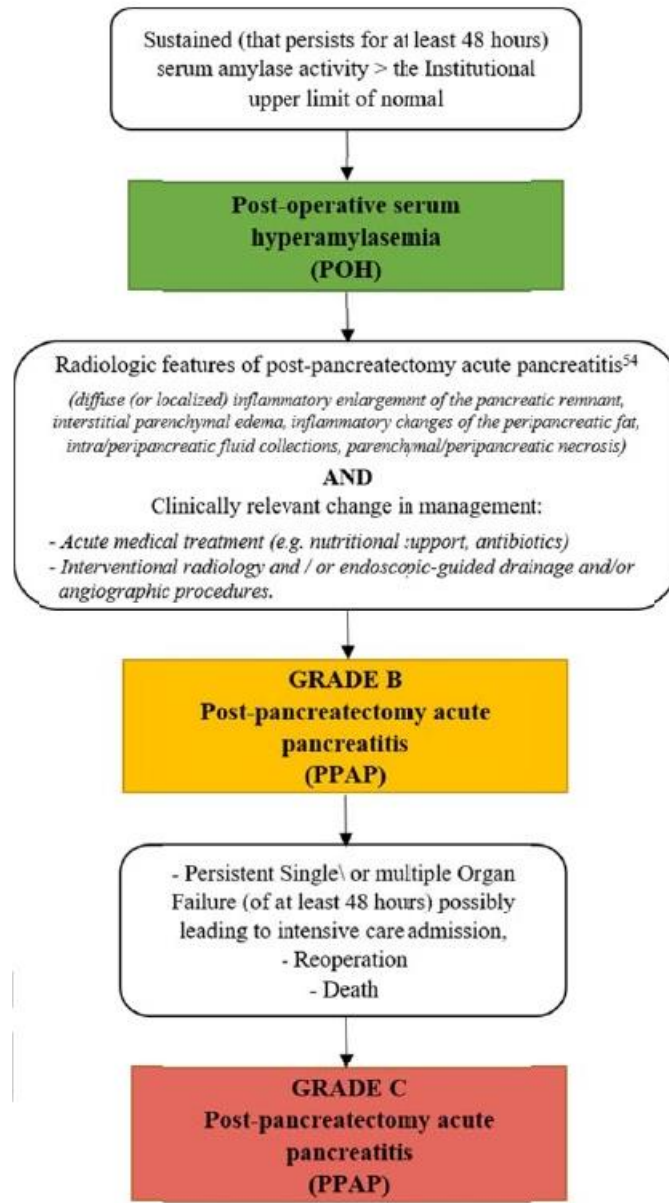 Sustained (that persists for at least 48 hours)
serum amylase activity > the Institutional
upper limit of normal
Post-operative serum
hyperamylasemia
(POH)
Radiologic features of post-pancreatectomy acute pancreatitis⁵⁴
(diffuse (or localized) inflammatory enlargement of the pancreatic remnant,
interstitial parenchymal edema, inflammatory changes of the peripancreatic fat,
intra/peripancreatic fluid collections, parenchymal/peripancreatic necrosis)
AND
Clinically relevant change in management:
- Acute medical treatment (e.g. nutritional support, antibiotics)
- Interventional radiology and / or endoscopic-guided drainage and/or
angiographic procedures.
GRADE B
Post-pancreatectomy acute
pancreatitis
(PPAP)
- Persistent Single\ or multiple Organ
Failure (of at least 48 hours) possibly
leading to intensive care admission,
- Reoperation
- Death
GRADE C
Post-pancreatectomy acute
pancreatitis
(PPAP)